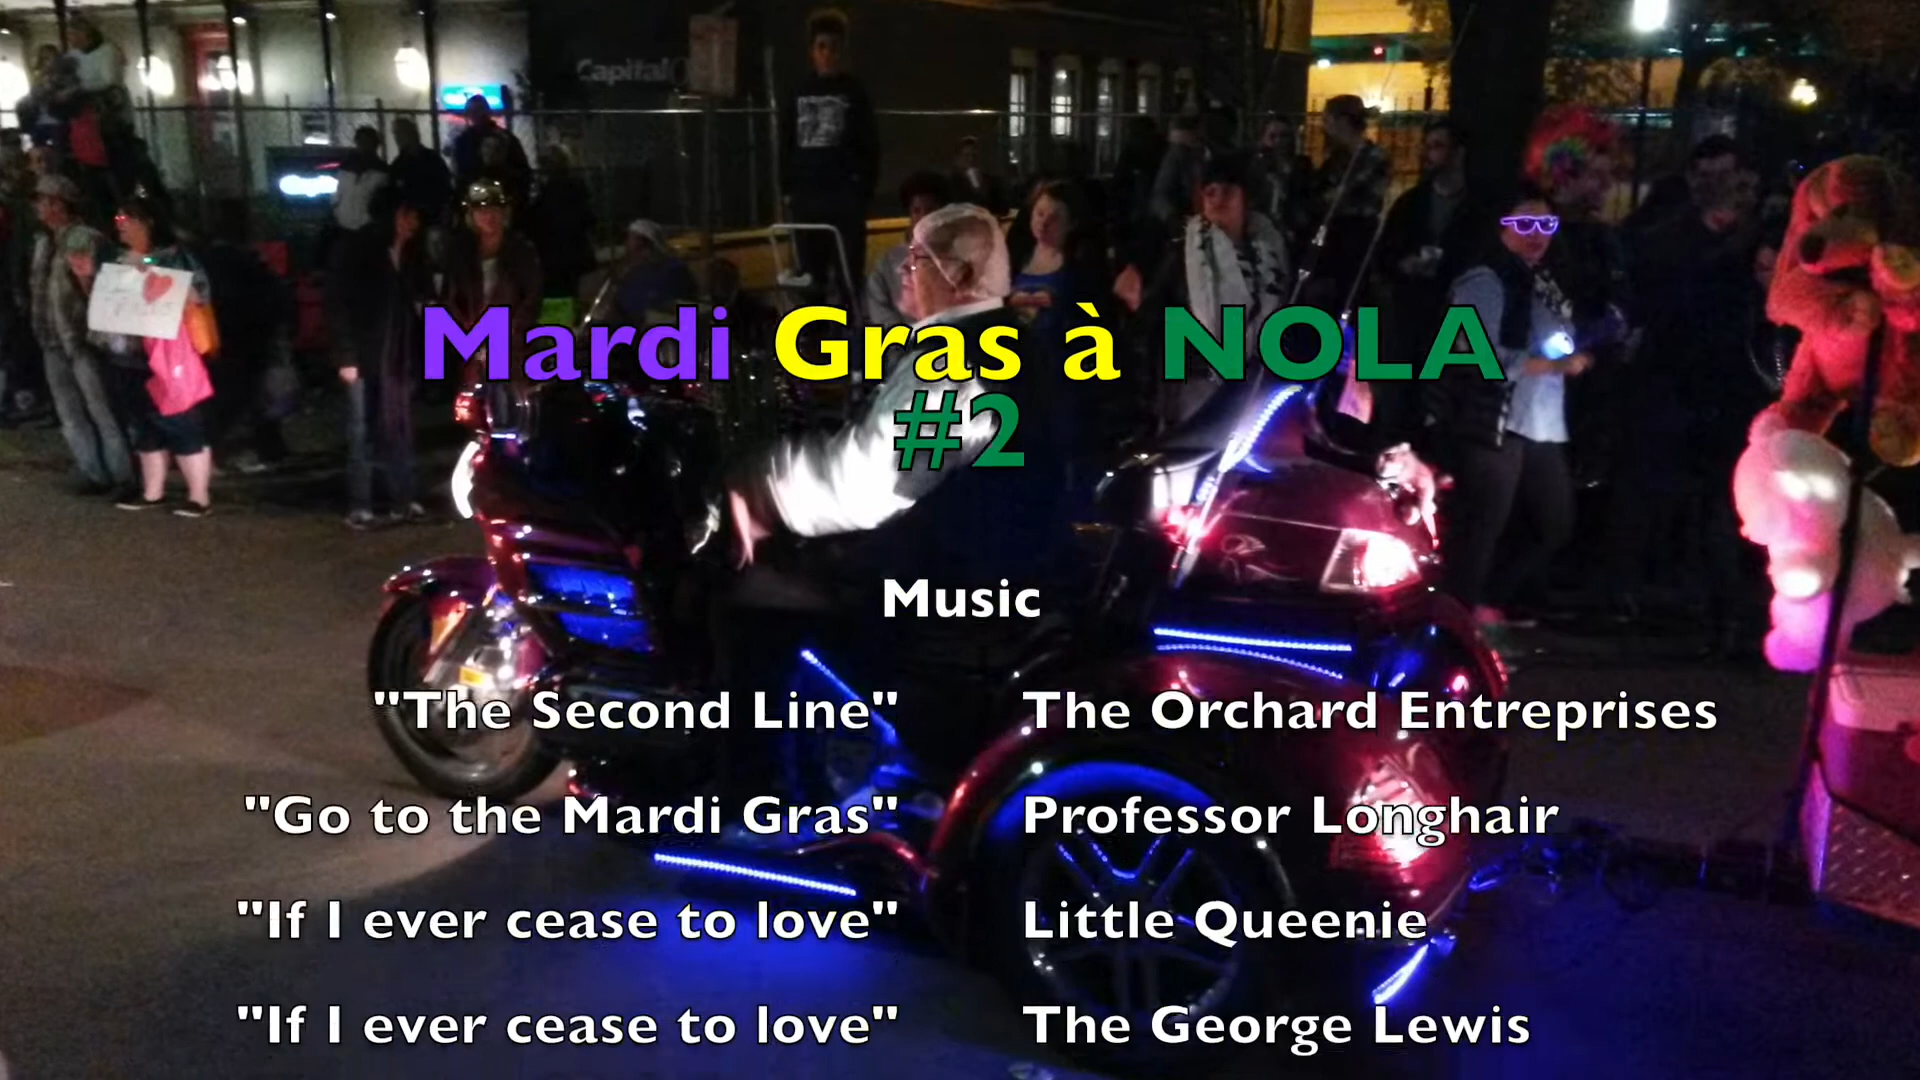 Capital
Mardi Gras à NOLA
#2
Music
"The Second Line" The Orchard Entreprises
"Go to the Mardi Gras" Professor Longhair
"If I ever cease to love" Little Queenie
"If I ever cease to love" The George Lewis